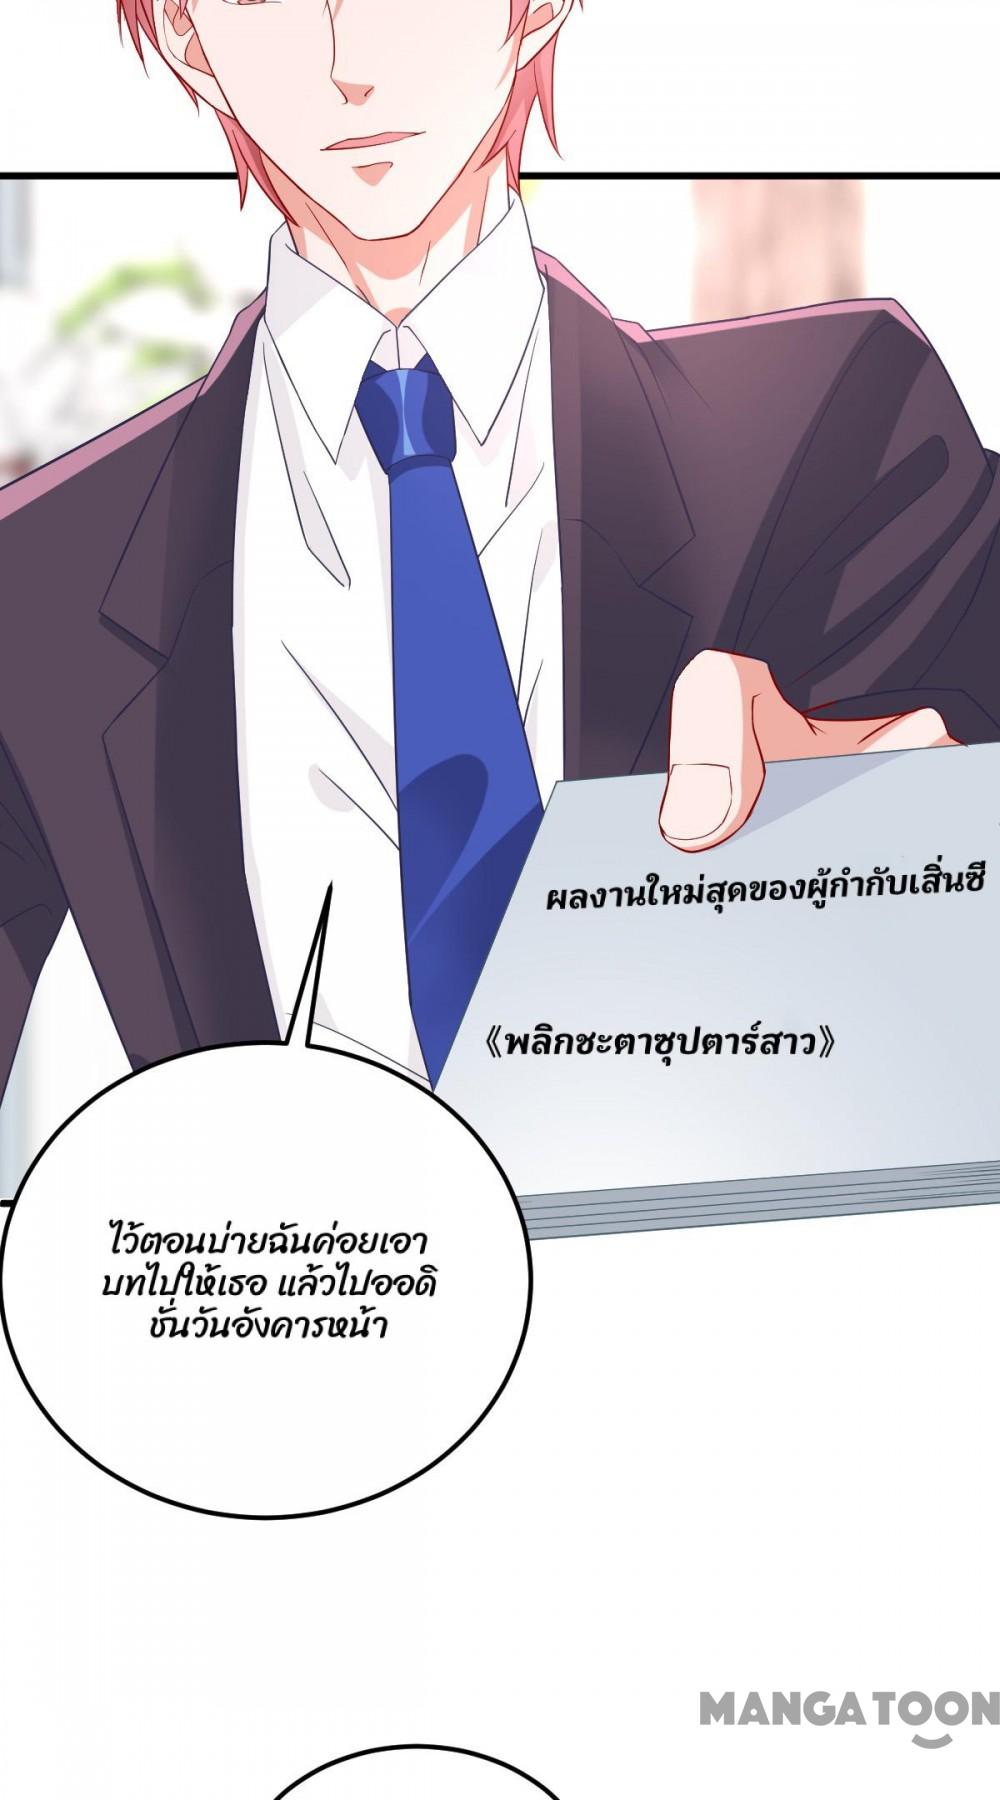 ผลงานใหม่สุดของผู้กำกับเสิ่นซี
《พลิกชะตาซุปตาร์สาว》
ไว้ตอนบ่ายฉันค่อยเอา
บทไปให้เธอ แล้วไปออดิ
ชั่นวันอังคารหน้า
MANGATOON